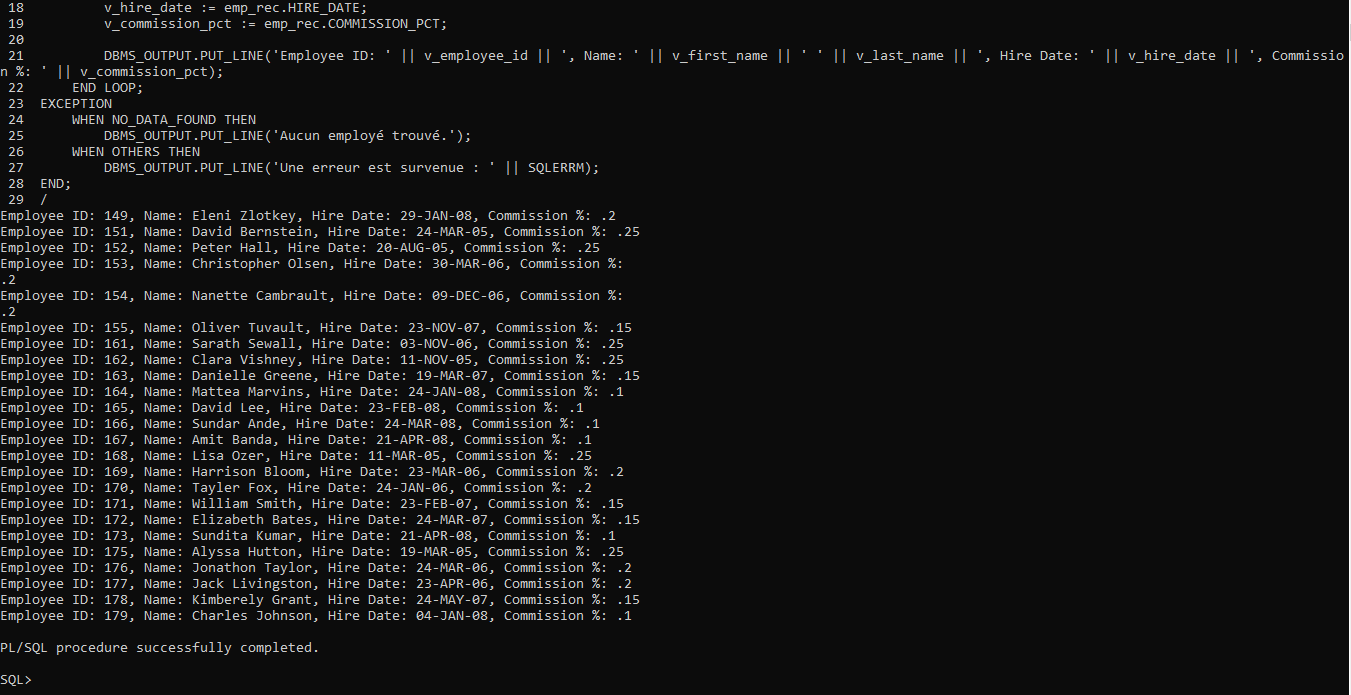 18          v_hire_date := emp_rec.HIRE_DATE;
 19          v_commission_pct := emp_rec.COMMISSION_PCT;
 20
 21          DBMS_OUTPUT.PUT_LINE('Employee ID: ' || v_employee_id || ', Name: ' || v_first_name || ' ' || v_last_name || ', Hire Date: ' || v_hire_date || ', Commissio
n %: ' || v_commission_pct);
 22      END LOOP;
 23  EXCEPTION
 24      WHEN NO_DATA_FOUND THEN
 25          DBMS_OUTPUT.PUT_LINE('Aucun employé trouvé.');
 26      WHEN OTHERS THEN
 27          DBMS_OUTPUT.PUT_LINE('Une erreur est survenue : ' || SQLERRM);
 28  END;
 29  /
Employee ID: 149, Name: Eleni Zlotkey, Hire Date: 29-JAN-08, Commission %: .2
Employee ID: 151, Name: David Bernstein, Hire Date: 24-MAR-05, Commission %: .25
Employee ID: 152, Name: Peter Hall, Hire Date: 20-AUG-05, Commission %: .25
Employee ID: 153, Name: Christopher Olsen, Hire Date: 30-MAR-06, Commission %:
.2
Employee ID: 154, Name: Nanette Cambrault, Hire Date: 09-DEC-06, Commission %:
.2
Employee ID: 155, Name: Oliver Tuvault, Hire Date: 23-NOV-07, Commission %: .15
Employee ID: 161, Name: Sarath Sewall, Hire Date: 03-NOV-06, Commission %: .25
Employee ID: 162, Name: Clara Vishney, Hire Date: 11-NOV-05, Commission %: .25
Employee ID: 163, Name: Danielle Greene, Hire Date: 19-MAR-07, Commission %: .15
Employee ID: 164, Name: Mattea Marvins, Hire Date: 24-JAN-08, Commission %: .1
Employee ID: 165, Name: David Lee, Hire Date: 23-FEB-08, Commission %: .1
Employee ID: 166, Name: Sundar Ande, Hire Date: 24-MAR-08, Commission %: .1
Employee ID: 167, Name: Amit Banda, Hire Date: 21-APR-08, Commission %: .1
Employee ID: 168, Name: Lisa Ozer, Hire Date: 11-MAR-05, Commission %: .25
Employee ID: 169, Name: Harrison Bloom, Hire Date: 23-MAR-06, Commission %: .2
Employee ID: 170, Name: Tayler Fox, Hire Date: 24-JAN-06, Commission %: .2
Employee ID: 171, Name: William Smith, Hire Date: 23-FEB-07, Commission %: .15
Employee ID: 172, Name: Elizabeth Bates, Hire Date: 24-MAR-07, Commission %: .15
Employee ID: 173, Name: Sundita Kumar, Hire Date: 21-APR-08, Commission %: .1
Employee ID: 175, Name: Alyssa Hutton, Hire Date: 19-MAR-05, Commission %: .25
Employee ID: 176, Name: Jonathon Taylor, Hire Date: 24-MAR-06, Commission %: .2
Employee ID: 177, Name: Jack Livingston, Hire Date: 23-APR-06, Commission %: .2
Employee ID: 178, Name: Kimberely Grant, Hire Date: 24-MAY-07, Commission %: .15
Employee ID: 179, Name: Charles Johnson, Hire Date: 04-JAN-08, Commission %: .1

PL/SQL procedure successfully completed.

SQL>